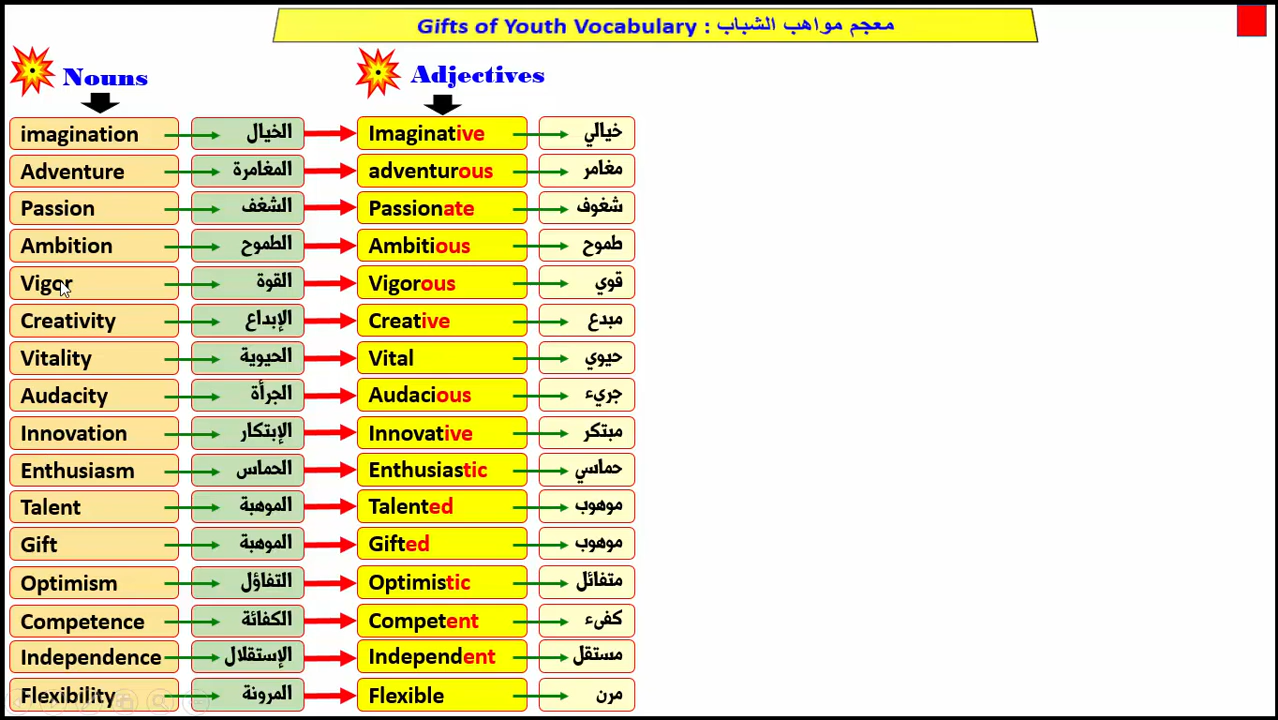 Gifts of Youth Vocabulary : معجم مواهب الشباب
Nouns Adjectives
imagination الخيال Imaginative خيالي
Adventure المغامرة adventurous مغامر
Passion الشغف Passionate شغوف
Ambition الطموح Ambitious طموح
Vigor القوة Vigorous قوي
Creativity الإبداع Creative مبدع
Vitality الحيوية Vital حيوي
Audacity الجرأة Audacious جريء
Innovation الإبتكار Innovative مبتكر
Enthusiasm الحماس Enthusiastic حماسي
Talent الموهبة Talented موهوب
Gift الموهبة Gifted موهوب
Optimism التفاؤل Optimistic متفائل
Competence الكفائة Competent كفىء
Independence الإستقلال Independent مستقل
Flexibility المرونة Flexible مرن